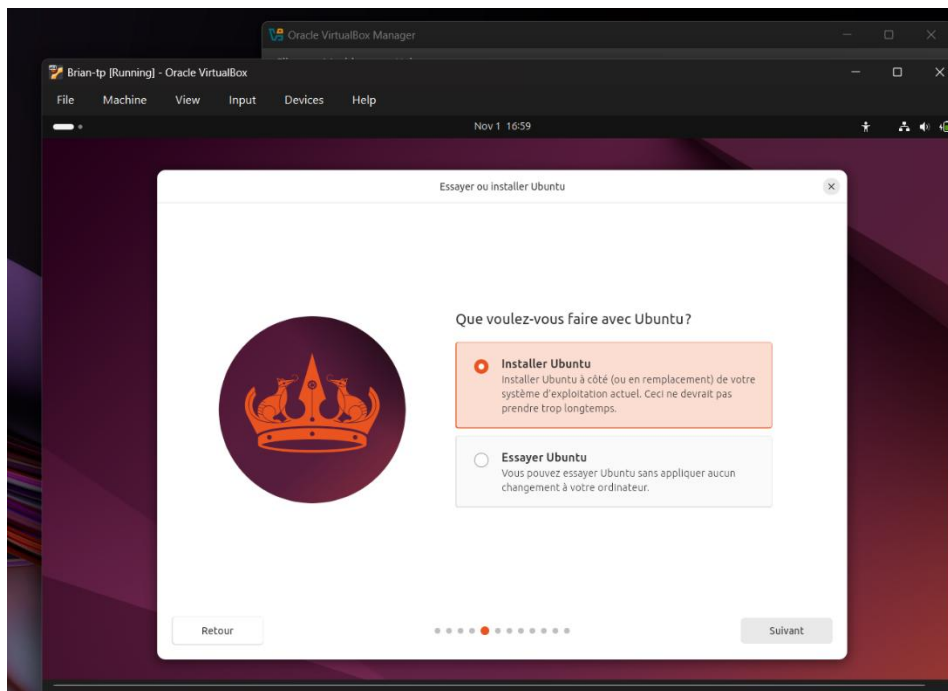 Oracle VirtualBox Manager
Brian-tp [Running] - Oracle VirtualBox
File Machine View Input Devices Help
Nov 1 16:59
Essayer ou installer Ubuntu
Que voulez-vous faire avec Ubuntu?
Installer Ubuntu
Installer Ubuntu à côté (ou en remplacement) de votre
système d'exploitation actuel. Ceci ne devrait pas
prendre trop longtemps.
Essayer Ubuntu
Vous pouvez essayer Ubuntu sans appliquer aucun
changement à votre ordinateur.
Retour
Suivant